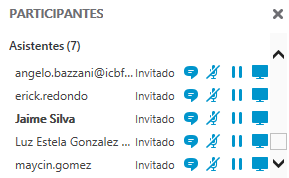 PARTICIPANTES
Asistentes (7)
angelo.bazzani@icbf... Invitado
erick.redondo Invitado
Jaime Silva Invitado
Luz Estela Gonzalez ... Invitado
maycin.gomez Invitado